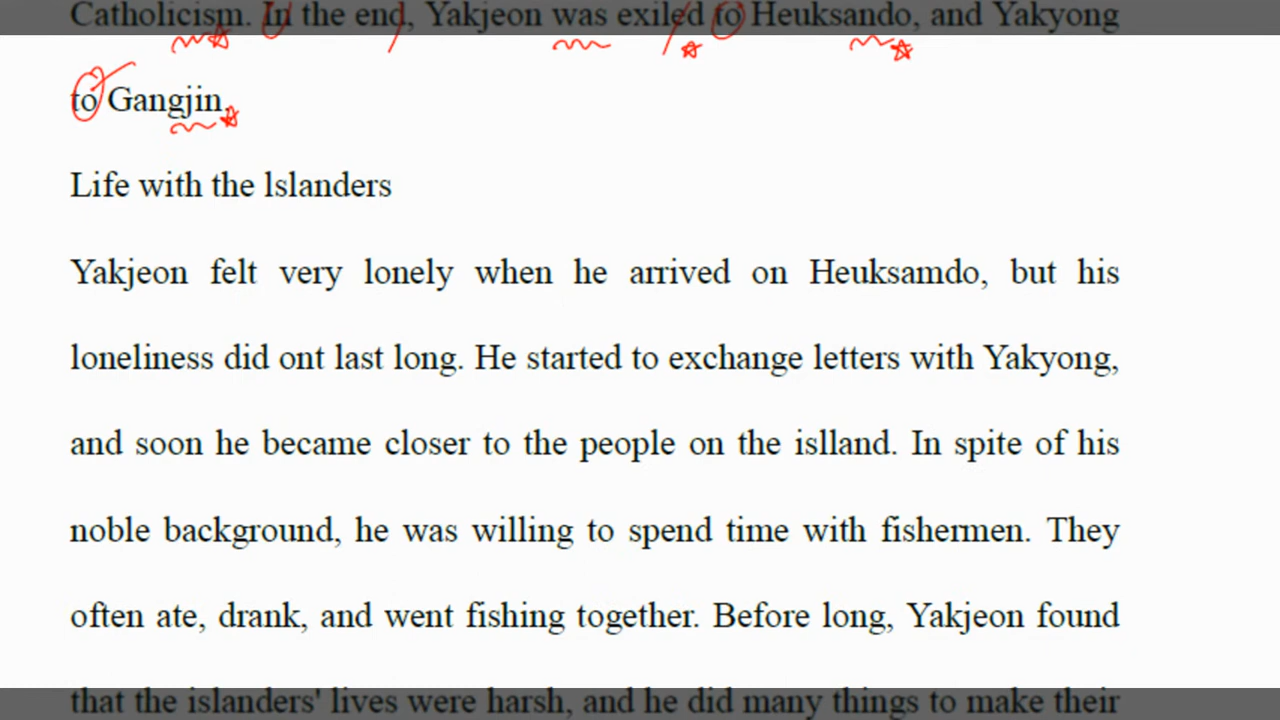 Catholicism. In the end, Yakjeon was exiled to Heuksando, and Yakyong
to Gangjin.
Life with the lslanders
Yakjeon felt very lonely when he arrived on Heuksamdo, but his
loneliness did ont last long. He started to exchange letters with Yakyong,
and soon he became closer to the people on the islland. In spite of his
noble background, he was willing to spend time with fishermen. They
often ate, drank, and went fishing together. Before long, Yakjeon found
that the islanders' lives were harsh, and he did many things to make their